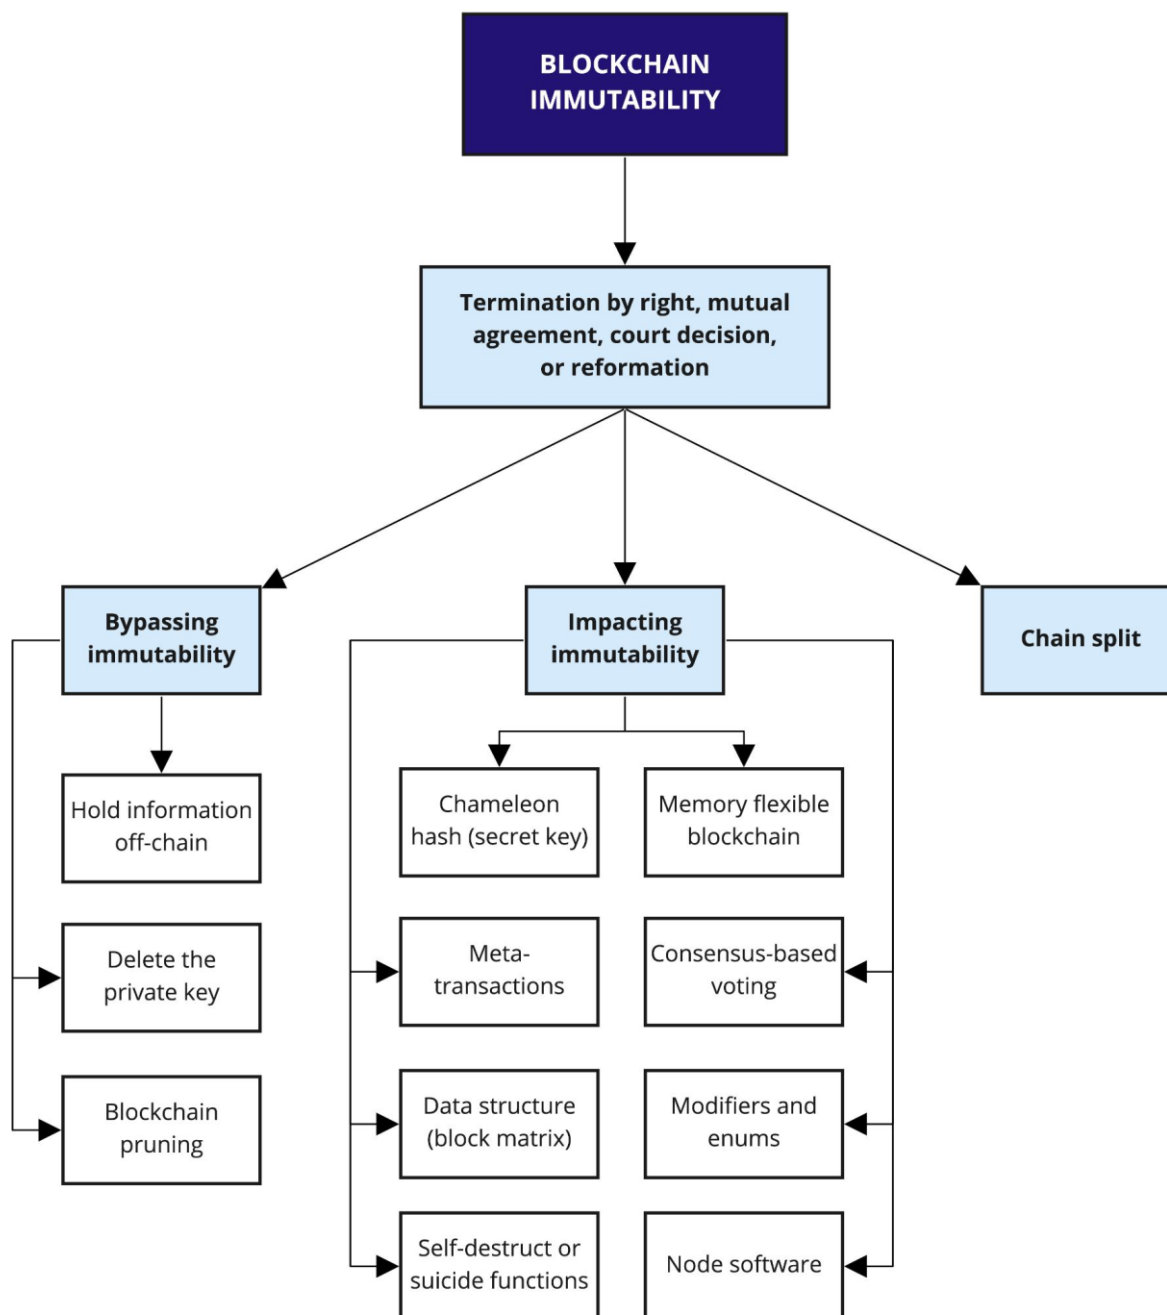 BLOCKCHAIN
IMMUTABILITY
Termination by right, mutual
agreement, court decision,
or reformation
Bypassing
immutability
Impacting
immutability
Chain split
Hold information
off-chain
Chameleon
hash (secret key)
Memory flexible
blockchain
Delete the
private key
Meta-
transactions
Consensus-based
voting
Blockchain
pruning
Data structure
(block matrix)
Modifiers and
enums
Self-destruct or
suicide functions
Node software